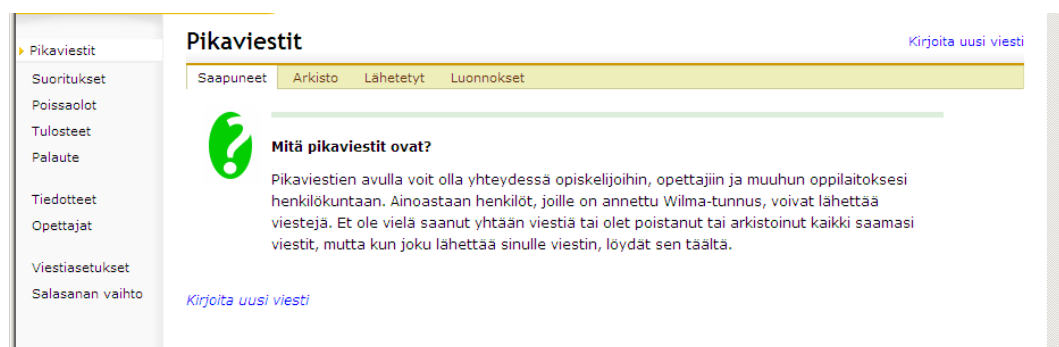 Pikaviestit
Suoritukset
Poissaolot
Tulosteet
Palaute
Tiedotteet
Opettajat
Viestiasetukset
Salasanan vaihto
Pikaviestit
Kirjoita uusi viesti
Saapuneet Arkisto Lähetetyt Luonnokset
Mitä pikaviestit ovat?
Pikaviestien avulla voit olla yhteydessä opiskelijoihin, opettajiin ja muuhun oppilaitoksesi
henkilökuntaan. Ainoastaan henkilöt, joille on annettu Wilma-tunnus, voivat lähettää
viestejä. Et ole vielä saanut yhtään viestiä tai olet poistanut tai arkistoinut kaikki saamasi
viestit, mutta kun joku lähettää sinulle viestin, löydät sen täältä.
Kirjoita uusi viesti